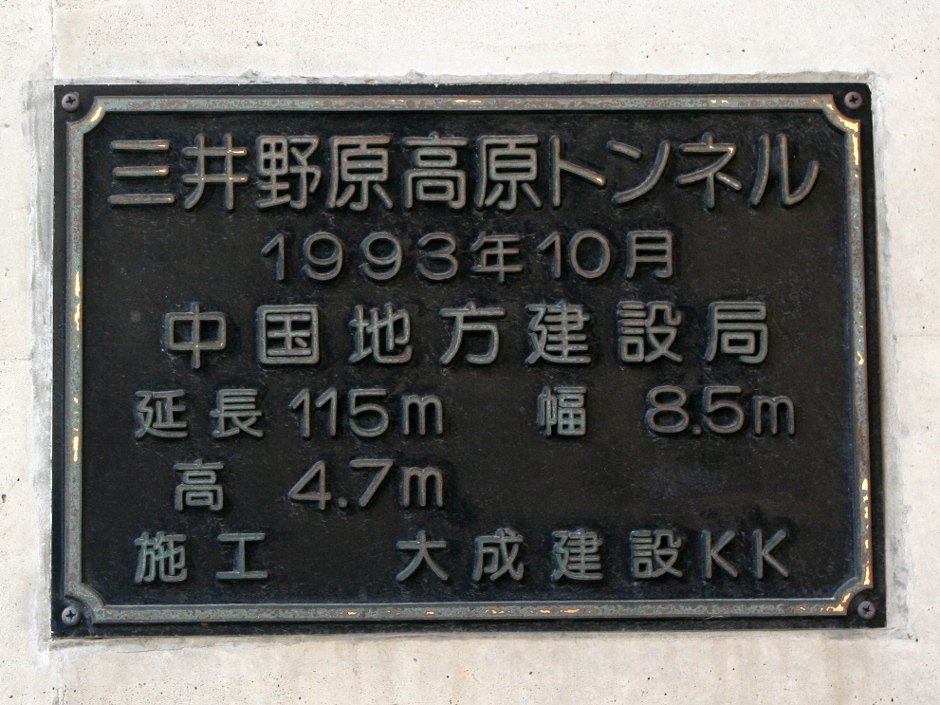 三井野原高原トンネル
1993年10月
中国地方建設局
延長 115m 幅 8.5m
高 4.7m
施工 大成建設KK